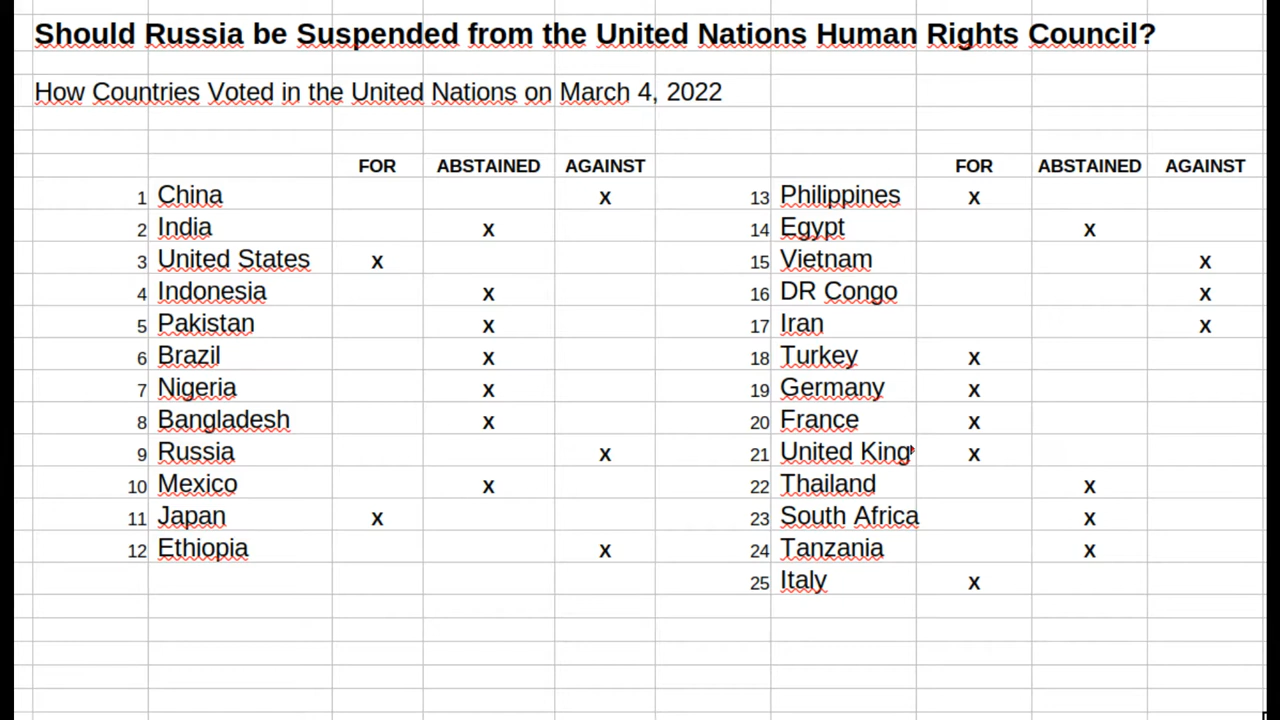 Should Russia be Suspended from the United Nations Human Rights Council?
How Countries Voted in the United Nations on March 4, 2022
FOR ABSTAINED AGAINST
1 China X
2 India X
3 United States X
4 Indonesia X
5 Pakistan X
6 Brazil X
7 Nigeria X
8 Bangladesh X
9 Russia X
10 Mexico X
11 Japan X
12 Ethiopia X
FOR ABSTAINED AGAINST
13 Philippines X
14 Egypt X
15 Vietnam X
16 DR Congo X
17 Iran X
18 Turkey X
19 Germany X
20 France X
21 United King X
22 Thailand X
23 South Africa X
24 Tanzania X
25 Italy X